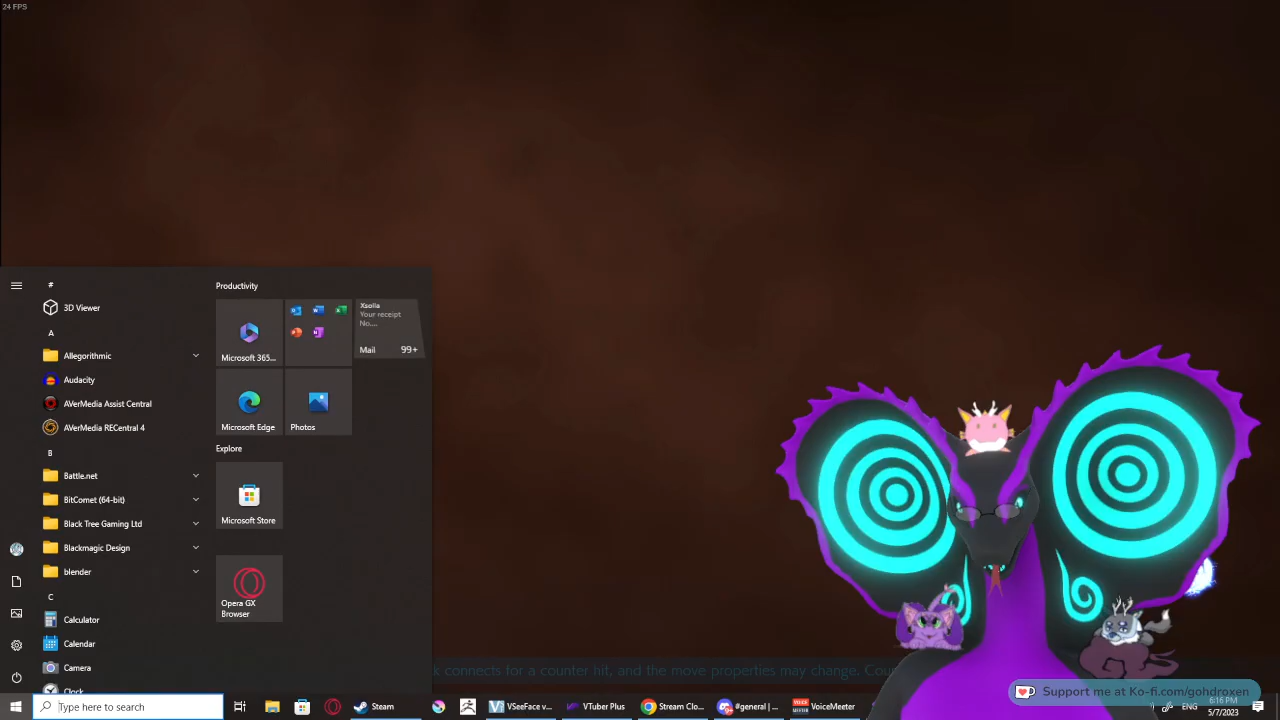 24 FPS
#
3D Viewer
A
Allegorithmic
Audacity
AVerMedia Assist Central
AVerMedia RECentral 4
B
Battle.net
BitComet (64-bit)
Black Tree Gaming Ltd
Blackmagic Design
blender
C
Calculator
Calendar
Camera
Clock
Productivity
Microsoft 365...
Xsolla
Your receipt
No....
Mail 99+
Microsoft Edge
Photos
Explore
Microsoft Store
Opera GX
Browser
k connects for a counter hit, and the move properties may change.
Support me at Ko-fi.com/gohdroxen
Type here to search
Steam
VSeeFace v...
VTuber Plus
Stream Clo...
#general | ...
VoiceMeeter
ENG
6:16 PM
5/7/2023